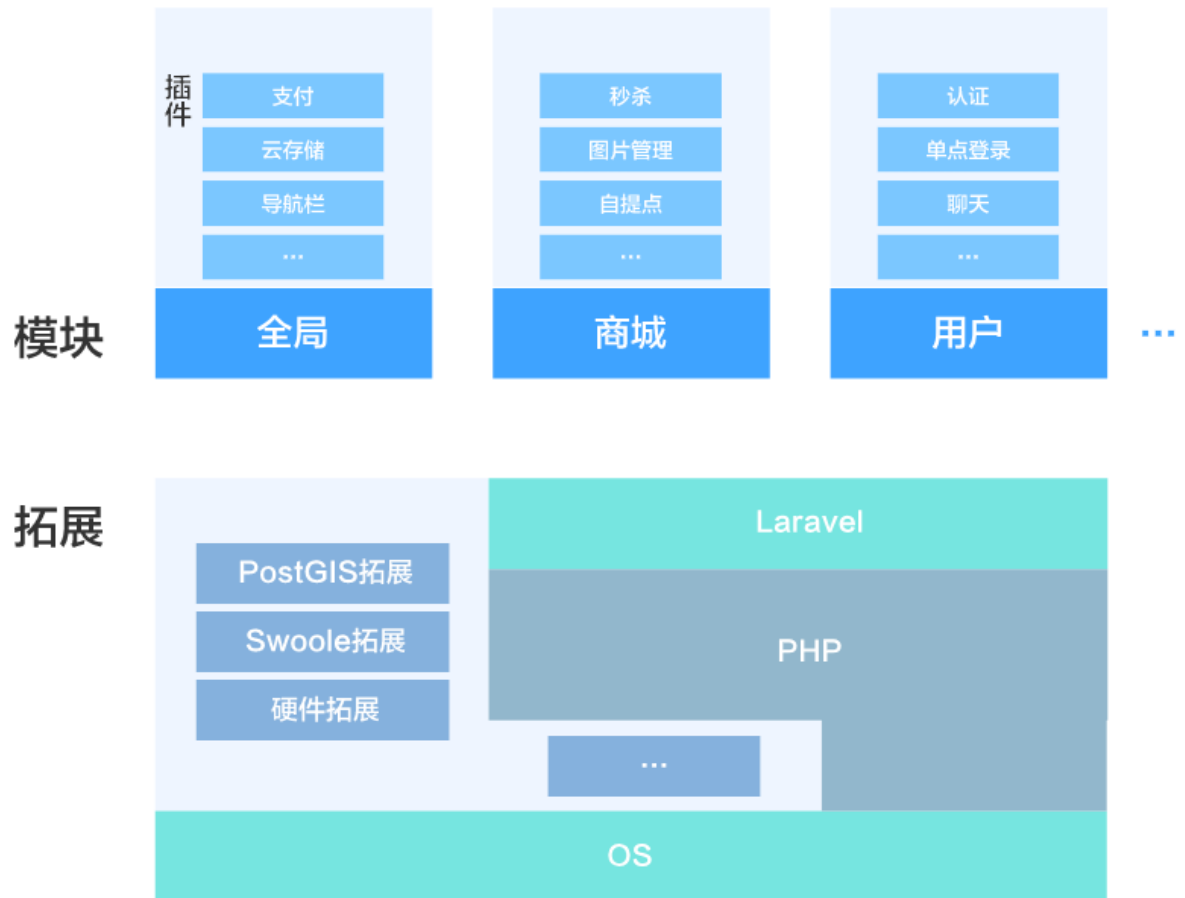 插件
支付
云存储
导航栏
...
秒杀
图片管理
自提点
...
认证
单点登录
聊天
...
模块
全局
商城
用户
...
拓展
PostGIS拓展
Swoole拓展
硬件拓展
...
Laravel
PHP
OS